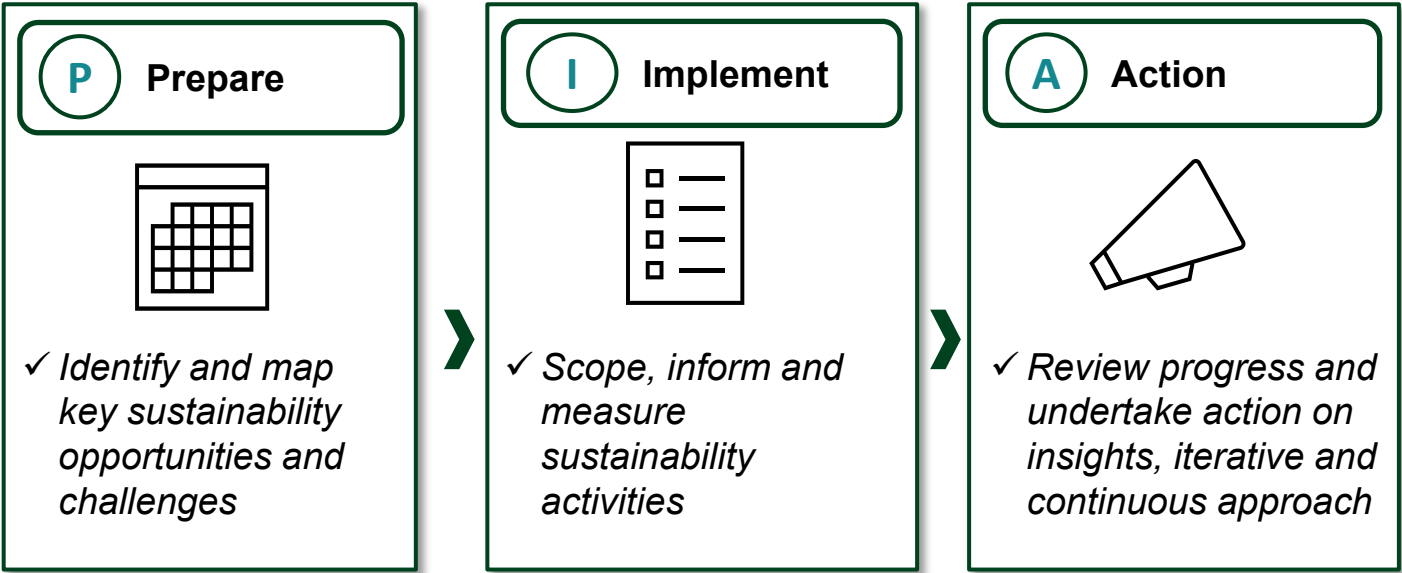 P Prepare
✓ Identify and map
key sustainability
opportunities and
challenges
I Implement
✓ Scope, inform and
measure
sustainability
activities
A Action
✓ Review progress and
undertake action on
insights, iterative and
continuous approach